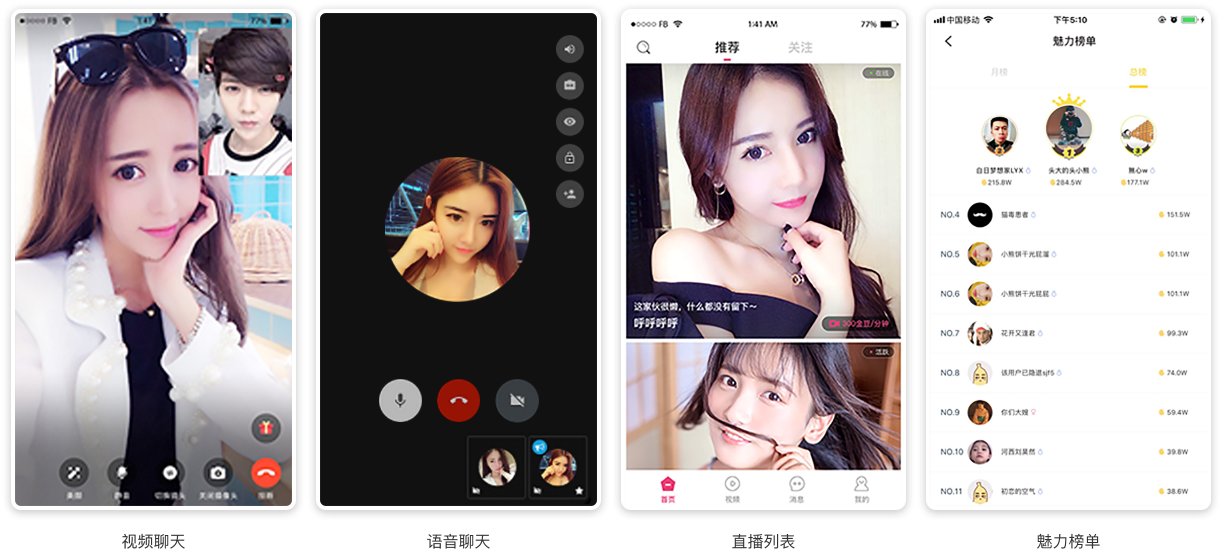 ●○○○○ FB 1:41 77%
美颜 静音 切换镜头 关闭摄像头 挂断
视频聊天
语音聊天
●○○○○ FB 1:41 AM 77%
推荐 关注
在线
这家伙很懒，什么都没有留下~
呼呼呼呼
300金豆/分钟
活跃
首页 视频 消息 我的
直播列表
中国移动 下午5:10
魅力榜单
月榜 总榜
2 1 3
白日梦想家LYX 头大的头小熊 熊心w
215.8W 284.5W 177.1W
NO.4 猫毒患者 151.5W
NO.5 小熊饼干光屁溜 101.1W
NO.6 小熊饼干光屁屁 101.1W
NO.7 花开又逢君 99.3W
NO.8 该用户已隐退sjf5 74.0W
NO.9 你们大嫂 59.4W
NO.10 河西刘昊然 39.8W
NO.11 初恋的空气 38.6W
魅力榜单